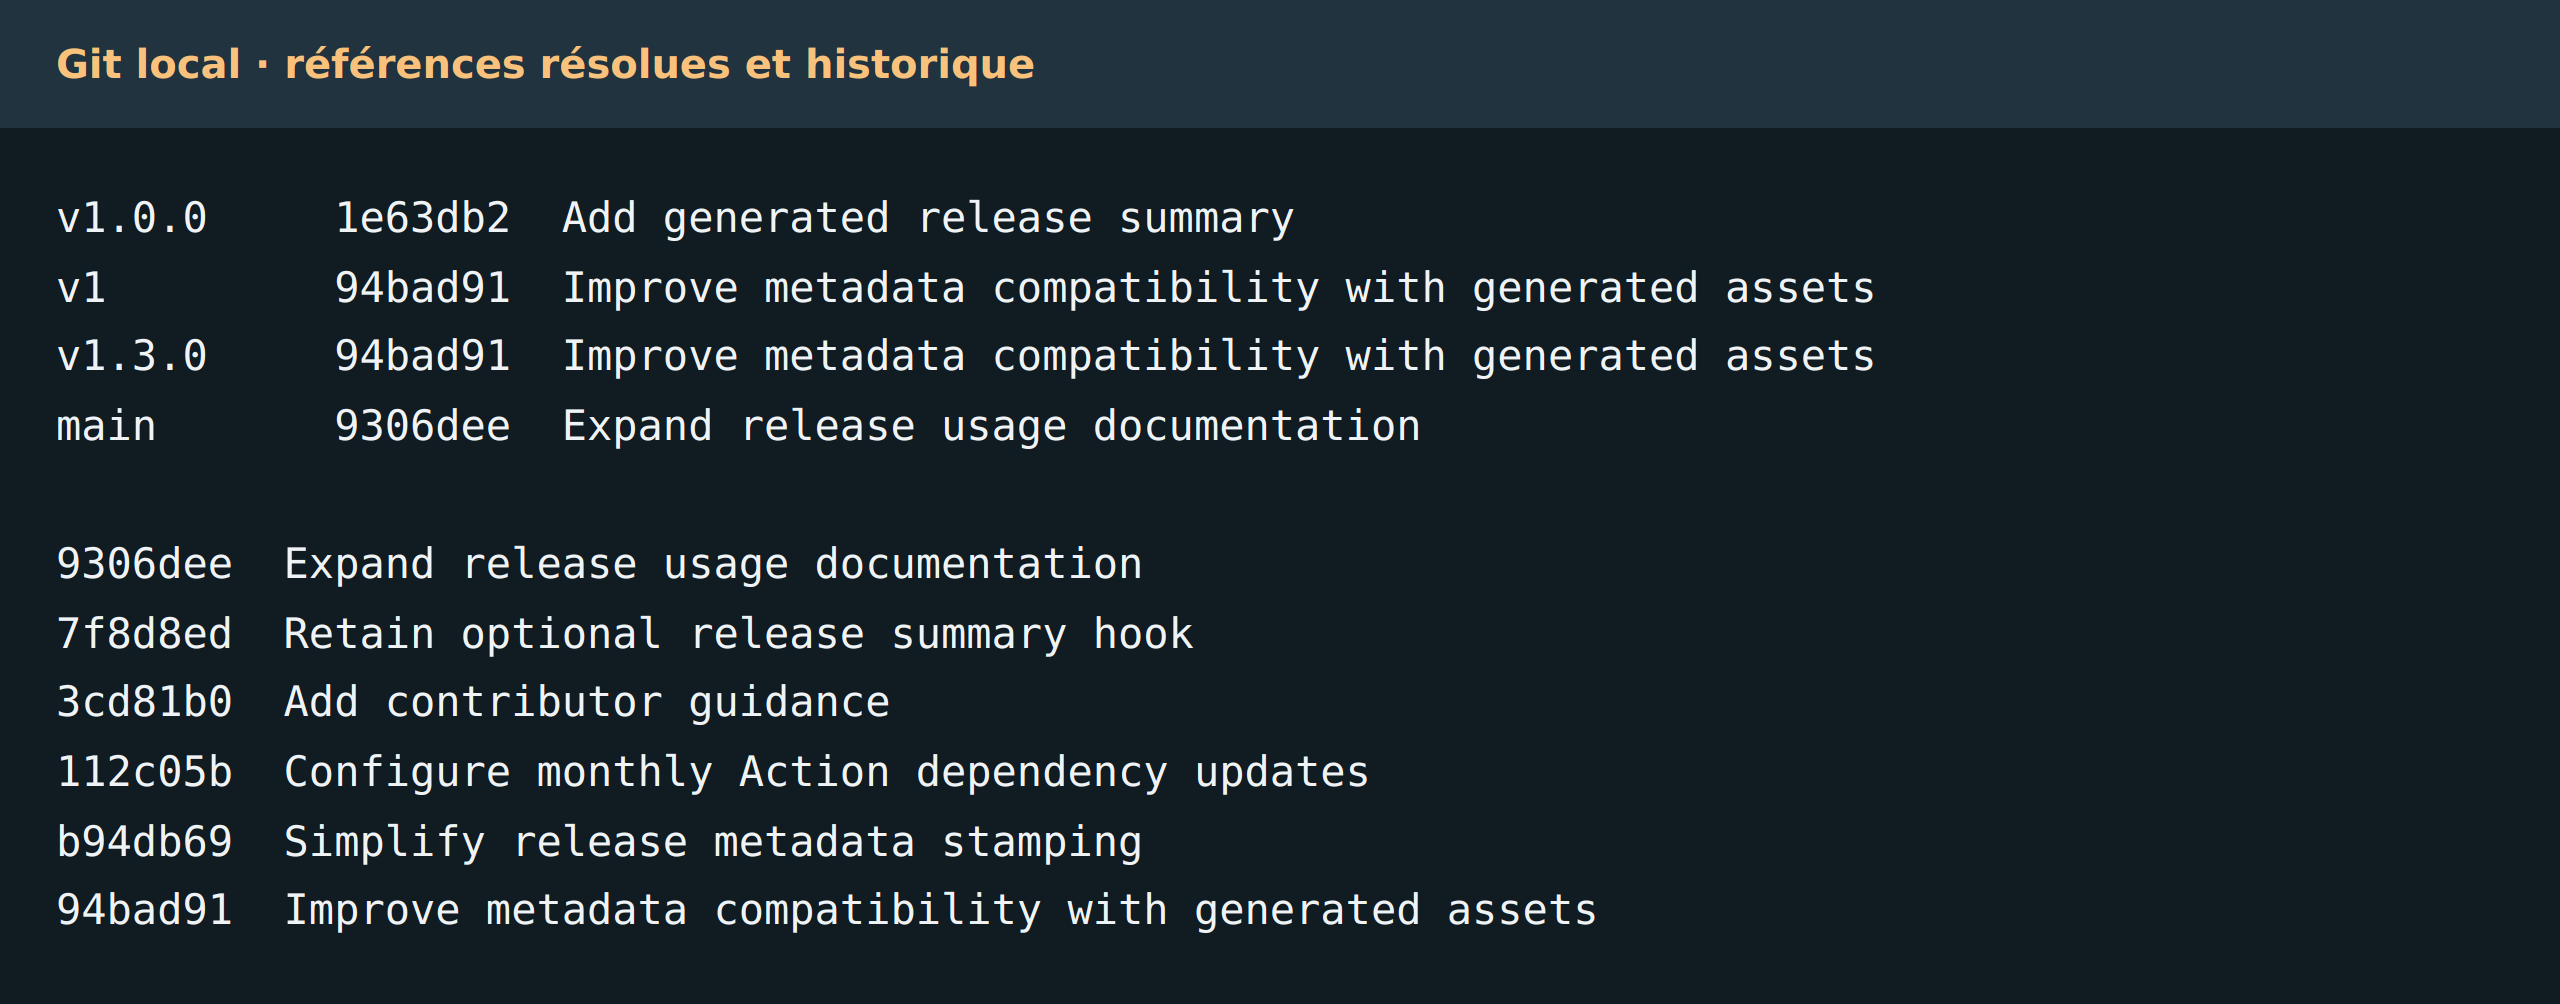 Git local · références résolues et historique
v1.0.0 1e63db2 Add generated release summary
v1 94bad91 Improve metadata compatibility with generated assets
v1.3.0 94bad91 Improve metadata compatibility with generated assets
main 9306dee Expand release usage documentation
9306dee Expand release usage documentation
7f8d8ed Retain optional release summary hook
3cd81b0 Add contributor guidance
112c05b Configure monthly Action dependency updates
b94db69 Simplify release metadata stamping
94bad91 Improve metadata compatibility with generated assets